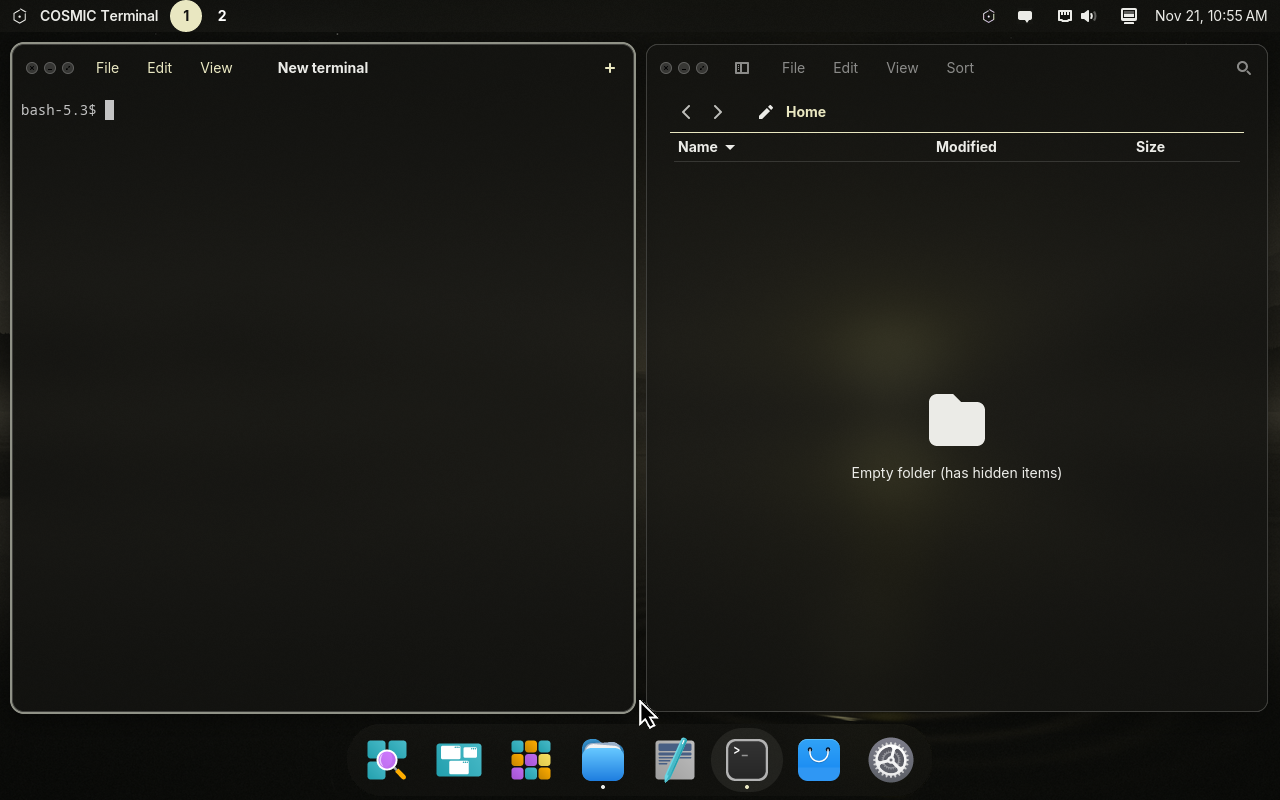 COSMIC Terminal 1 2 Nov 21, 10:55 AM
File Edit View New terminal +
bash-5.3$
File Edit View Sort
Home
Name Modified Size
Empty folder (has hidden items)
>_